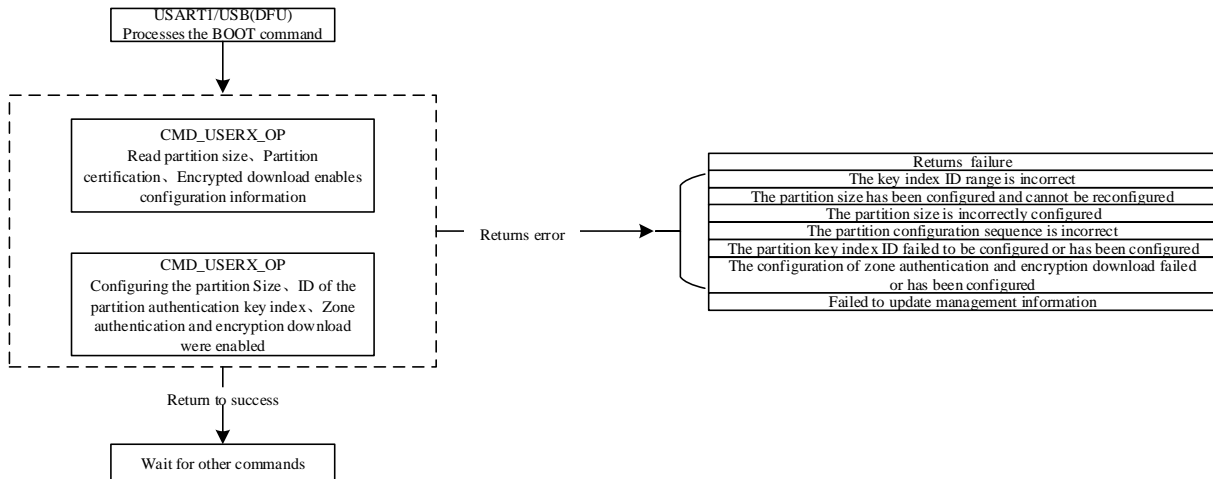 USART1/USB(DFU)
Processes the BOOT command
CMD_USERX_OP
Read partition size、Partition
certification、Encrypted download enables
configuration information
CMD_USERX_OP
Configuring the partition Size、ID of the
partition authentication key index、Zone
authentication and encryption download
were enabled
Returns error
Returns failure
The key index ID range is incorrect
The partition size has been configured and cannot be reconfigured
The partition size is incorrectly configured
The partition configuration sequence is incorrect
The partition key index ID failed to be configured or has been configured
The configuration of zone authentication and encryption download failed
or has been configured
Failed to update management information
Return to success
Wait for other commands